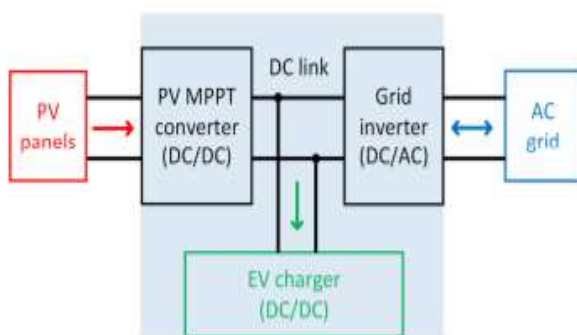 DC link
PV
panels
PV MPPT
converter
(DC/DC)
Grid
inverter
(DC/AC)
AC
grid
EV charger
(DC/DC)